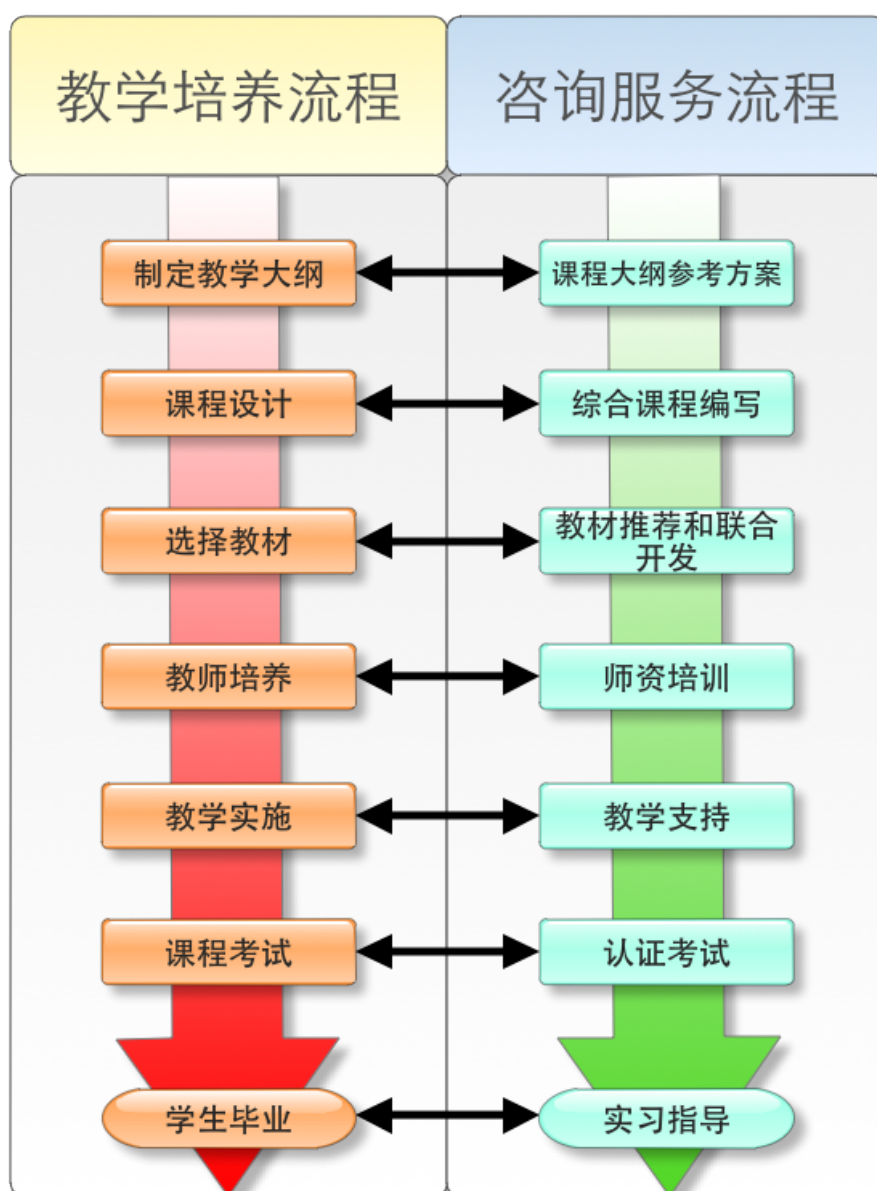 教学培养流程
咨询服务流程
制定教学大纲
课程大纲参考方案
课程设计
综合课程编写
选择教材
教材推荐和联合
开发
教师培养
师资培训
教学实施
教学支持
课程考试
认证考试
学生毕业
实习指导